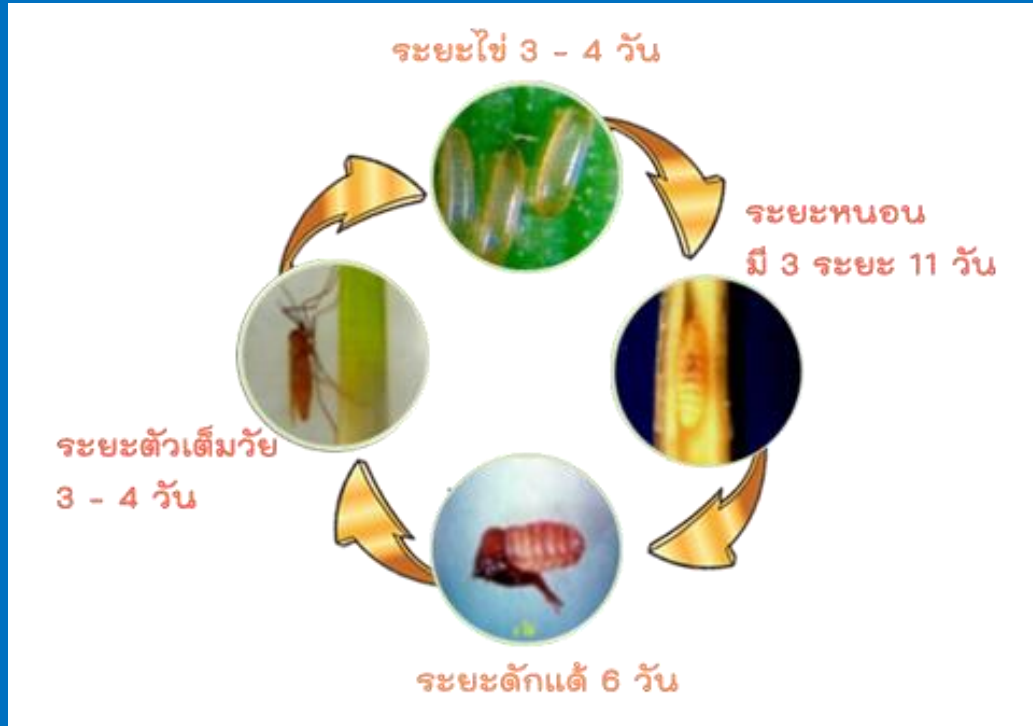 ระยะไข่ 3 - 4 วัน
ระยะหนอน
มี 3 ระยะ 11 วัน
ระยะตัวเต็มวัย
3 - 4 วัน
ระยะดักแด้ 6 วัน